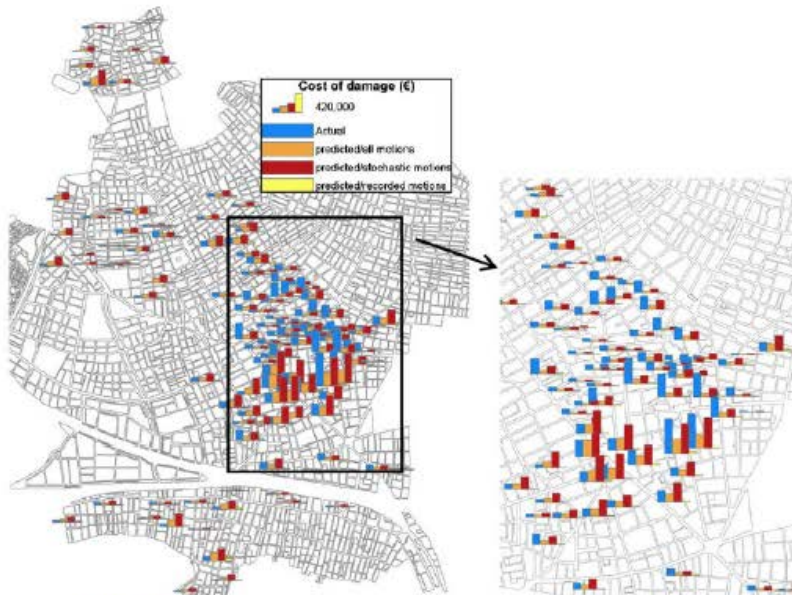 Cost of damage (€)
420,000
Actual
predicted/all motions
predicted/stochastic motions
predicted/recorded motions